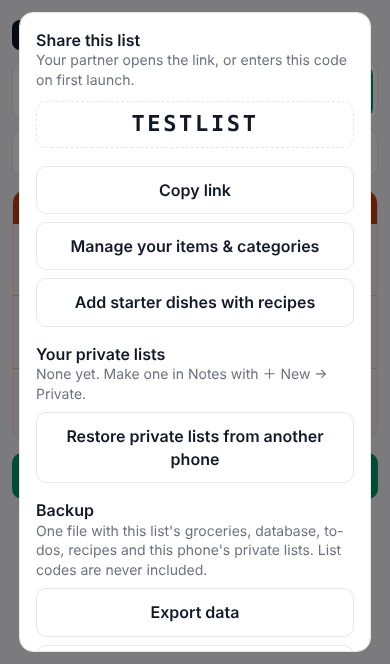 Share this list
Your partner opens the link, or enters this code
on first launch.
TESTLIST
Copy link
Manage your items & categories
Add starter dishes with recipes
Your private lists
None yet. Make one in Notes with + New →
Private.
Restore private lists from another
phone
Backup
One file with this list's groceries, database, to-
dos, recipes and this phone's private lists. List
codes are never included.
Export data